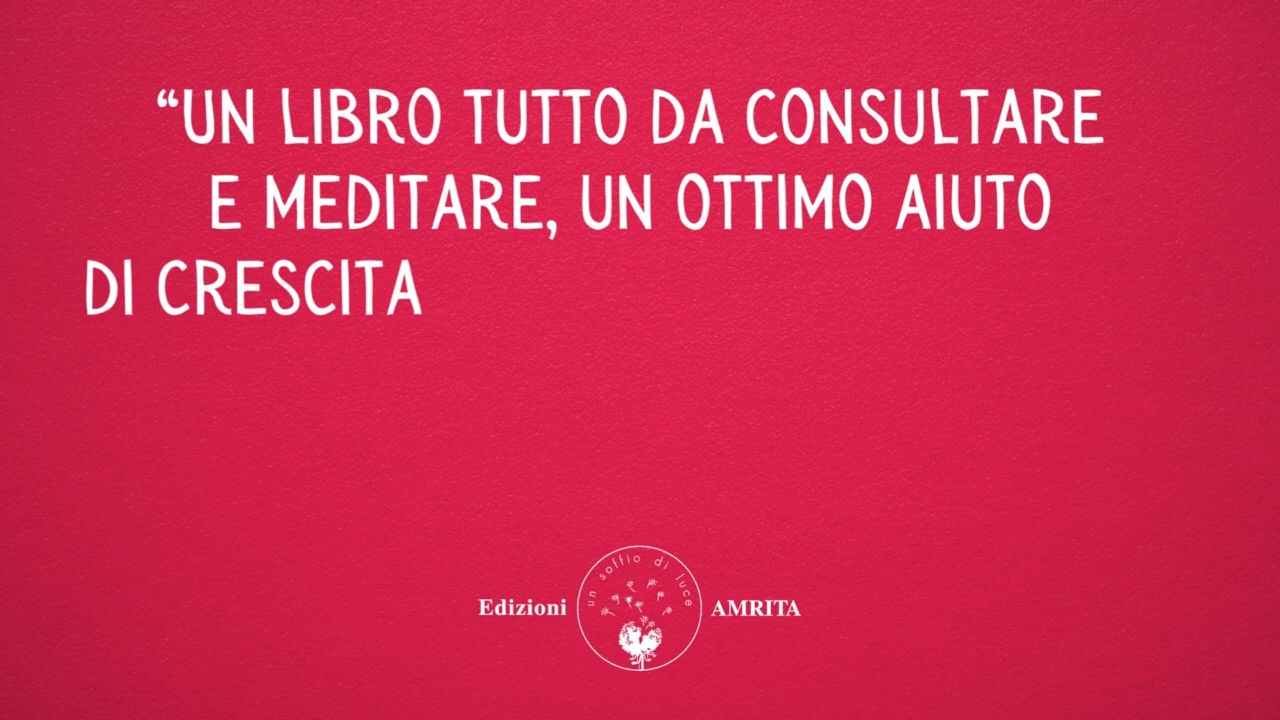 “UN LIBRO TUTTO DA CONSULTARE
E MEDITARE, UN OTTIMO AIUTO
DI CRESCITA
un soffio di luce
Edizioni AMRITA